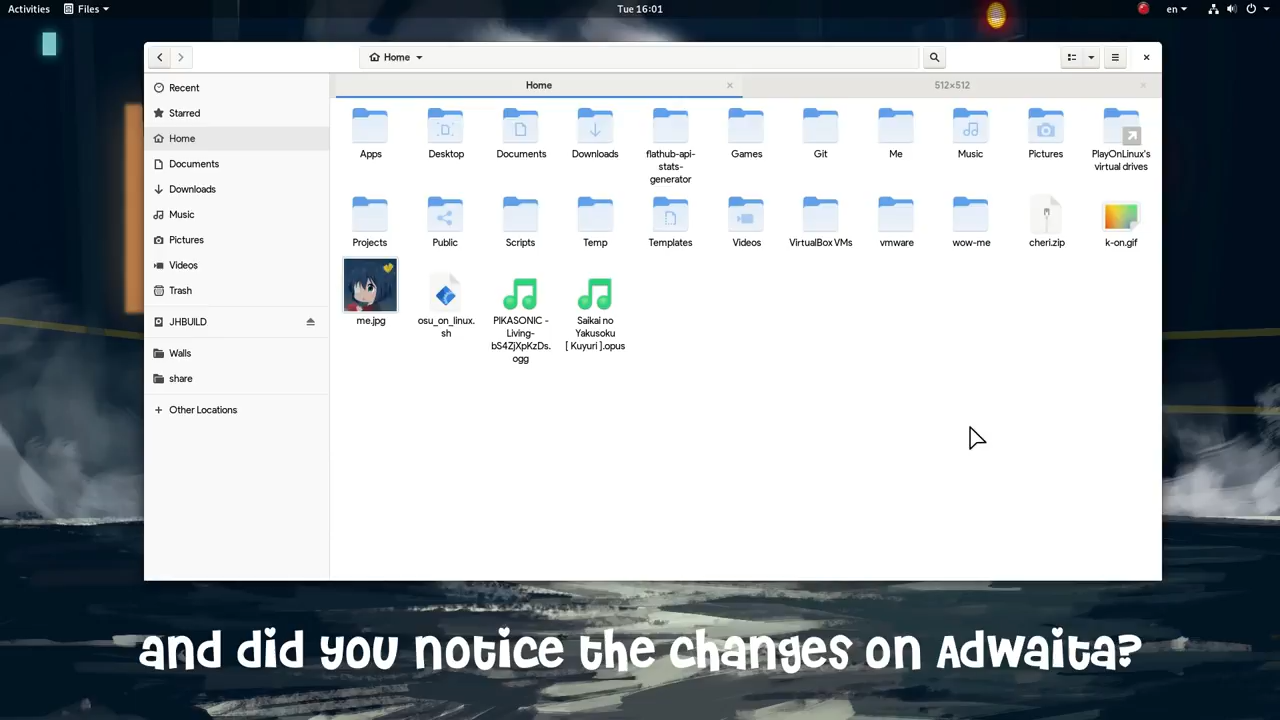 Activities Files Tue 16:01 en
Home
Home 512×512
Recent
Starred
Home
Documents
Downloads
Music
Pictures
Videos
Trash
JHBUILD
Walls
share
Other Locations
Apps Desktop Documents Downloads flathub-api- Games Git Me Music Pictures PlayOnLinux's
stats- virtual drives
generator
Projects Public Scripts Temp Templates Videos VirtualBox VMs vmware wow-me cheri.zip k-on.gif
me.jpg osu_on_linux. PIKASONIC - Saikai no
sh Living- Yakusoku
bS4ZjXpKzDs. [ Kuyuri ].opus
ogg
and did you notice the changes on Adwaita?